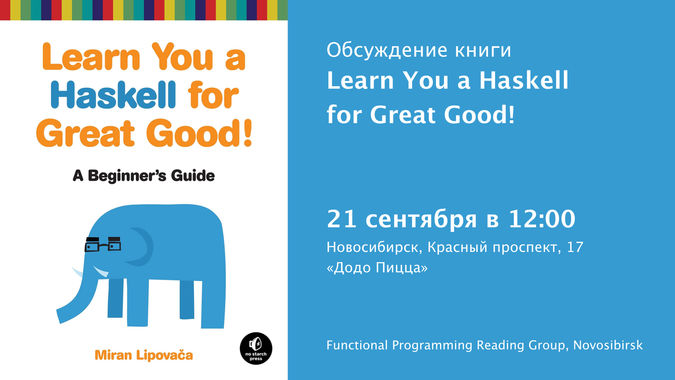 Learn You a
Haskell for
Great Good!
A Beginner's Guide
Miran Lipovača
no starch
press
Обсуждение книги
Learn You a Haskell
for Great Good!
21 сентября в 12:00
Новосибирск, Красный проспект, 17
«Додо Пицца»
Functional Programming Reading Group, Novosibirsk